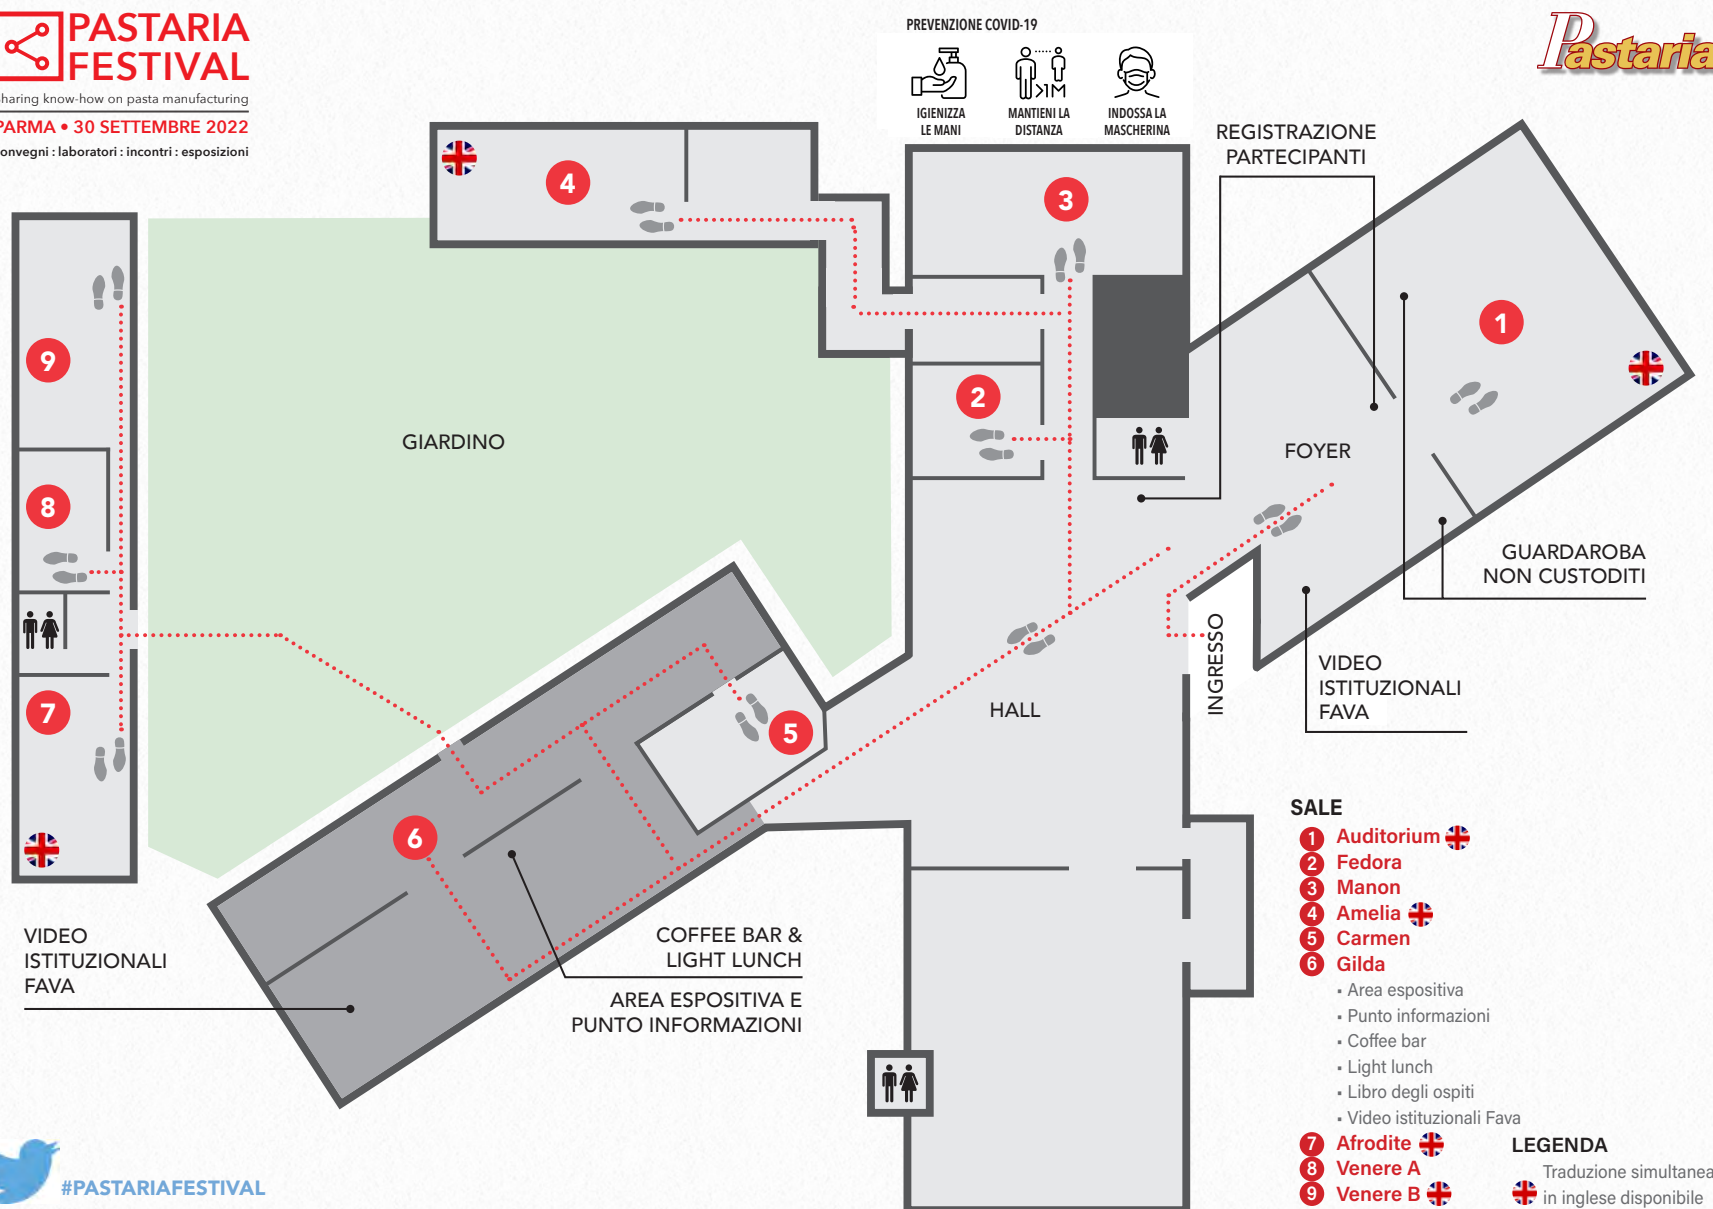 PASTARIA
FESTIVAL
sharing know-how on pasta manufacturing
PARMA • 30 SETTEMBRE 2022
convegni : laboratori : incontri : esposizioni
PREVENZIONE COVID-19
IGIENIZZA
LE MANI
>1M
MANTIENI LA
DISTANZA
INDOSSA LA
MASCHERINA
Pastaria
REGISTRAZIONE
PARTECIPANTI
4
3
1
9
2
GIARDINO
FOYER
8
GUARDAROBA
NON CUSTODITI
INGRESSO
VIDEO
ISTITUZIONALI
FAVA
7
HALL
5
6
VIDEO
ISTITUZIONALI
FAVA
COFFEE BAR &
LIGHT LUNCH
AREA ESPOSITIVA E
PUNTO INFORMAZIONI
SALE
1 Auditorium
2 Fedora
3 Manon
4 Amelia
5 Carmen
6 Gilda
▪ Area espositiva
▪ Punto informazioni
▪ Coffee bar
▪ Light lunch
▪ Libro degli ospiti
▪ Video istituzionali Fava
7 Afrodite
8 Venere A
9 Venere B
LEGENDA
Traduzione simultanea
in inglese disponibile
#PASTARIAFESTIVAL